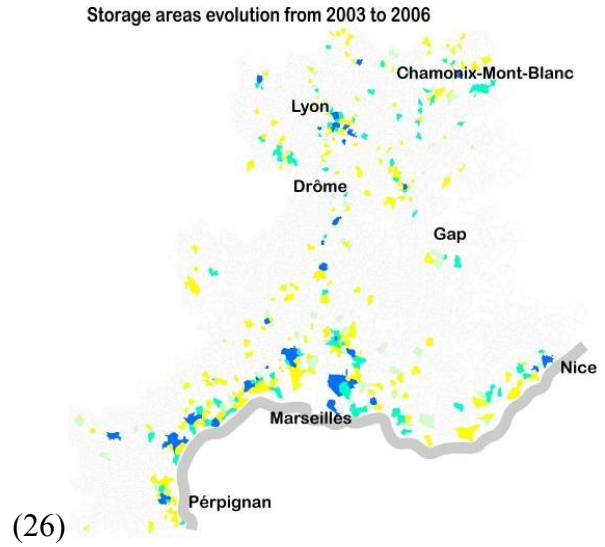 Storage areas evolution from 2003 to 2006
Chamonix-Mont-Blanc
Lyon
Drôme
Gap
Nice
Marseilles
Pérpignan
(26)